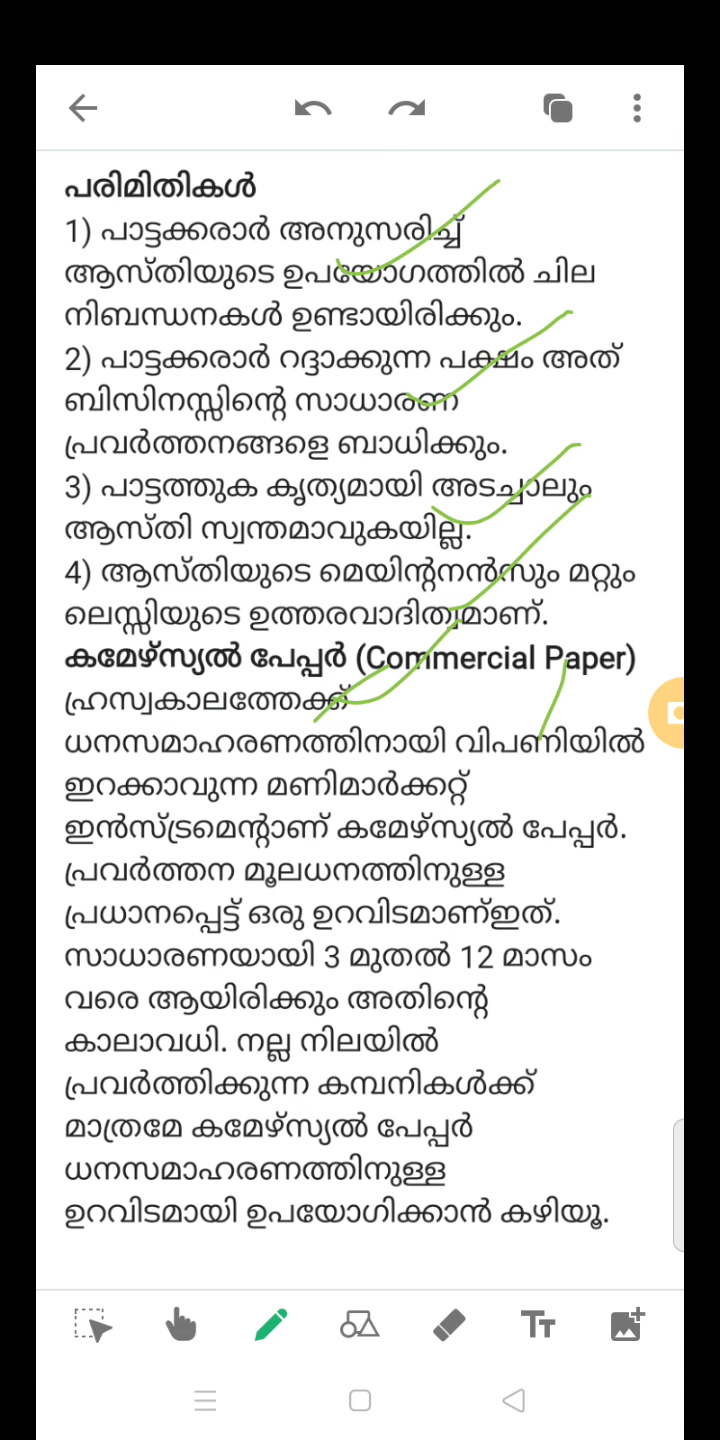 പരിമിതികൾ
1) പാട്ടക്കരാർ അനുസരിച്ച്
ആസ്തിയുടെ ഉപയോഗത്തിൽ ചില
നിബന്ധനകൾ ഉണ്ടായിരിക്കും.
2) പാട്ടക്കരാർ റദ്ദാക്കുന്ന പക്ഷം അത്
ബിസിനസ്സിന്റെ സാധാരണ
പ്രവർത്തനങ്ങളെ ബാധിക്കും.
3) പാട്ടത്തുക കൃത്യമായി അടച്ചാലും
ആസ്തി സ്വന്തമാവുകയില്ല.
4) ആസ്തിയുടെ മെയിന്റനൻസും മറ്റും
ലെസ്സിയുടെ ഉത്തരവാദിത്വമാണ്.
കമേഴ്സ്യൽ പേപ്പർ (Commercial Paper)
ഹ്രസ്വകാലത്തേക്ക്
ധനസമാഹരണത്തിനായി വിപണിയിൽ
ഇറക്കാവുന്ന മണിമാർക്കറ്റ്
ഇൻസ്ട്രമെന്റാണ് കമേഴ്സ്യൽ പേപ്പർ.
പ്രവർത്തന മൂലധനത്തിനുള്ള
പ്രധാനപ്പെട്ട് ഒരു ഉറവിടമാണ്ഇത്.
സാധാരണയായി 3 മുതൽ 12 മാസം
വരെ ആയിരിക്കും അതിന്റെ
കാലാവധി. നല്ല നിലയിൽ
പ്രവർത്തിക്കുന്ന കമ്പനികൾക്ക്
മാത്രമേ കമേഴ്സ്യൽ പേപ്പർ
ധനസമാഹരണത്തിനുള്ള
ഉറവിടമായി ഉപയോഗിക്കാൻ കഴിയൂ.
TT